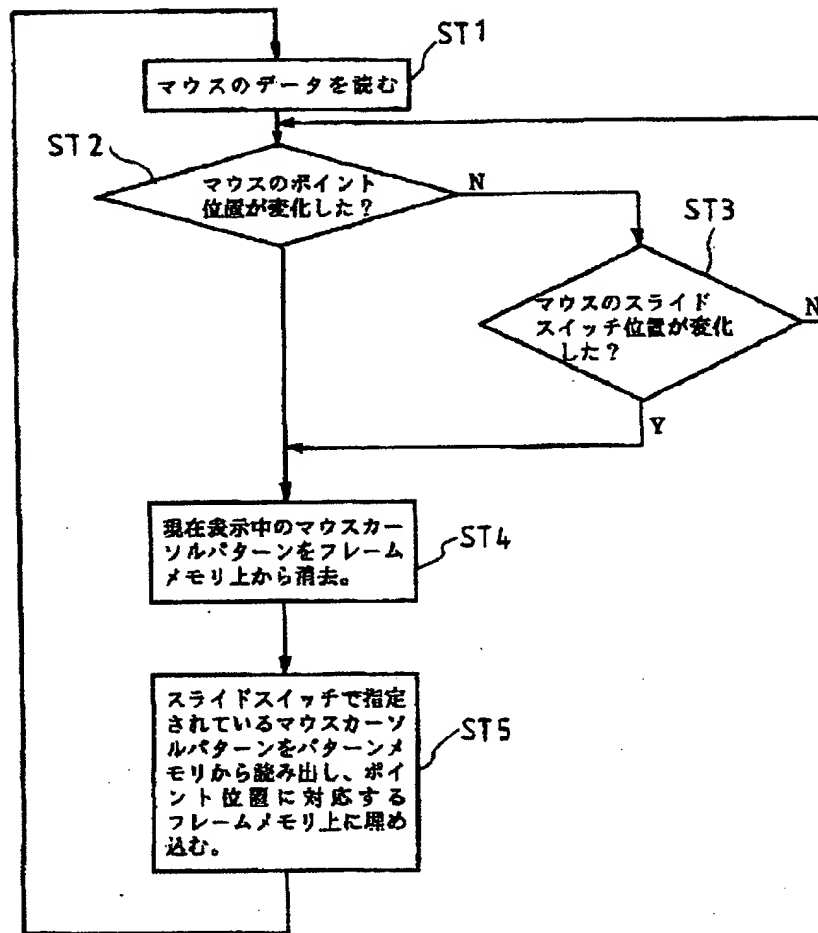 ST1
マウスのデータを読む
ST2
マウスのポイント
位置が変化した?
N
ST3
マウスのスライド
スイッチ位置が変化
した?
N
Y
現在表示中のマウスカー
ソルパターンをフレーム
メモリ上から消去。
ST4
スライドスイッチで指定
されているマウスカーソ
ルパターンをパターンメ
モリから読み出し、ポイ
ント位置に対応する
フレームメモリ上に埋め
込む。
ST5